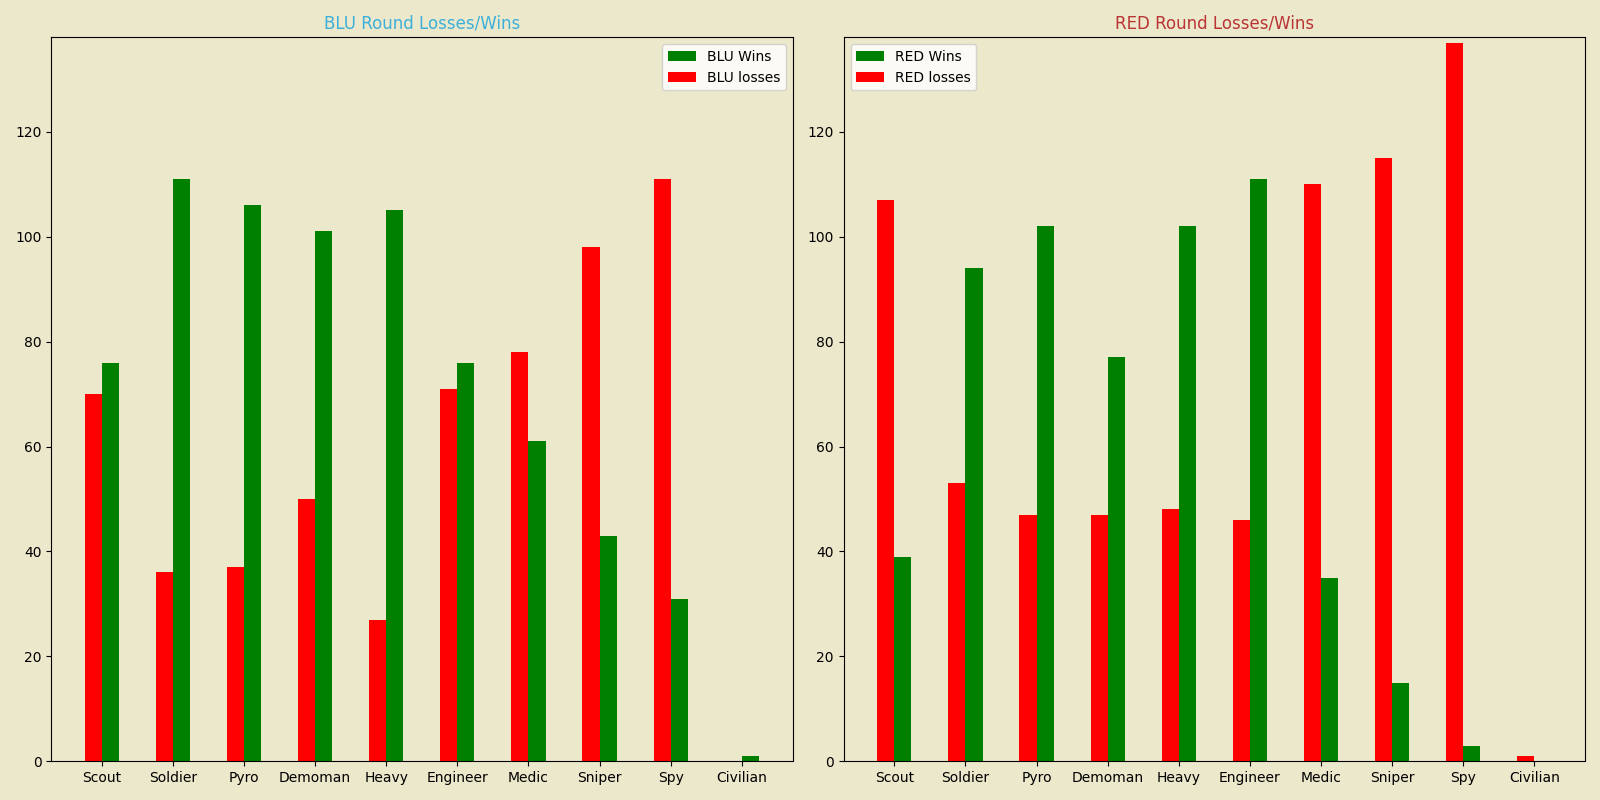 BLU Round Losses/Wins
BLU Wins
BLU losses
120
100
80
60
40
20
0
Scout Soldier Pyro Demoman Heavy Engineer Medic Sniper Spy Civilian
RED Round Losses/Wins
RED Wins
RED losses
120
100
80
60
40
20
0
Scout Soldier Pyro Demoman Heavy Engineer Medic Sniper Spy Civilian